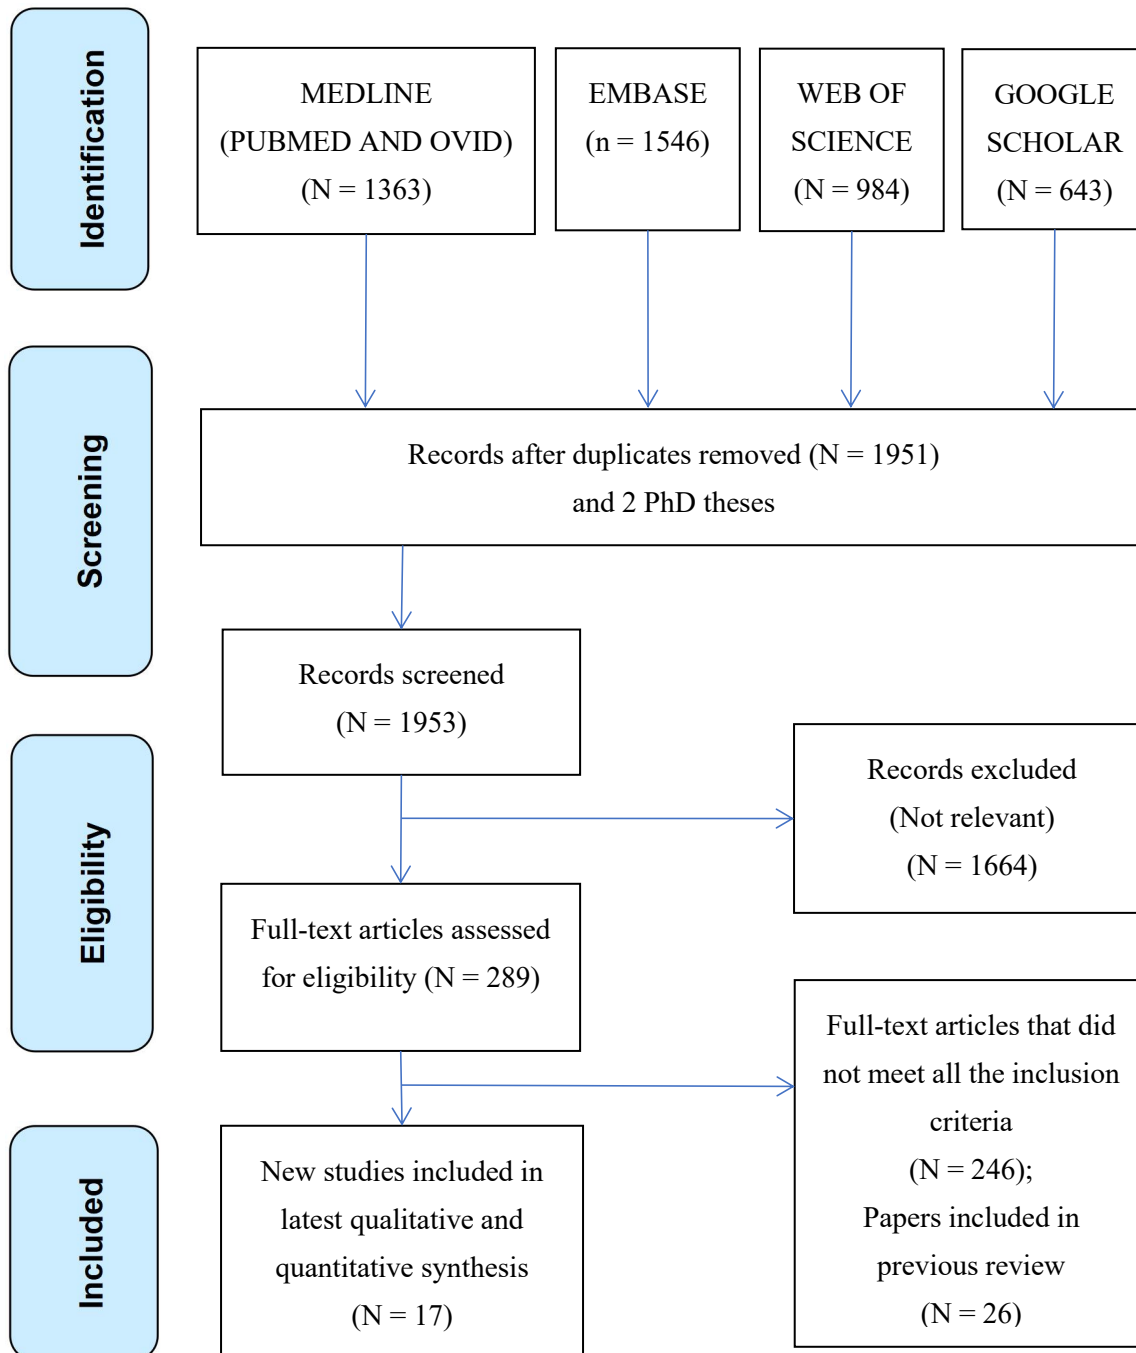 Identification
MEDLINE
(PUBMED AND OVID)
(N = 1363)
EMBASE
(n = 1546)
WEB OF
SCIENCE
(N = 984)
GOOGLE
SCHOLAR
(N = 643)
Screening
Records after duplicates removed (N = 1951)
and 2 PhD theses
Records screened
(N = 1953)
Eligibility
Records excluded
(Not relevant)
(N = 1664)
Full-text articles assessed
for eligibility (N = 289)
Full-text articles that did
not meet all the inclusion
criteria
(N = 246);
Papers included in
previous review
(N = 26)
Included
New studies included in
latest qualitative and
quantitative synthesis
(N = 17)